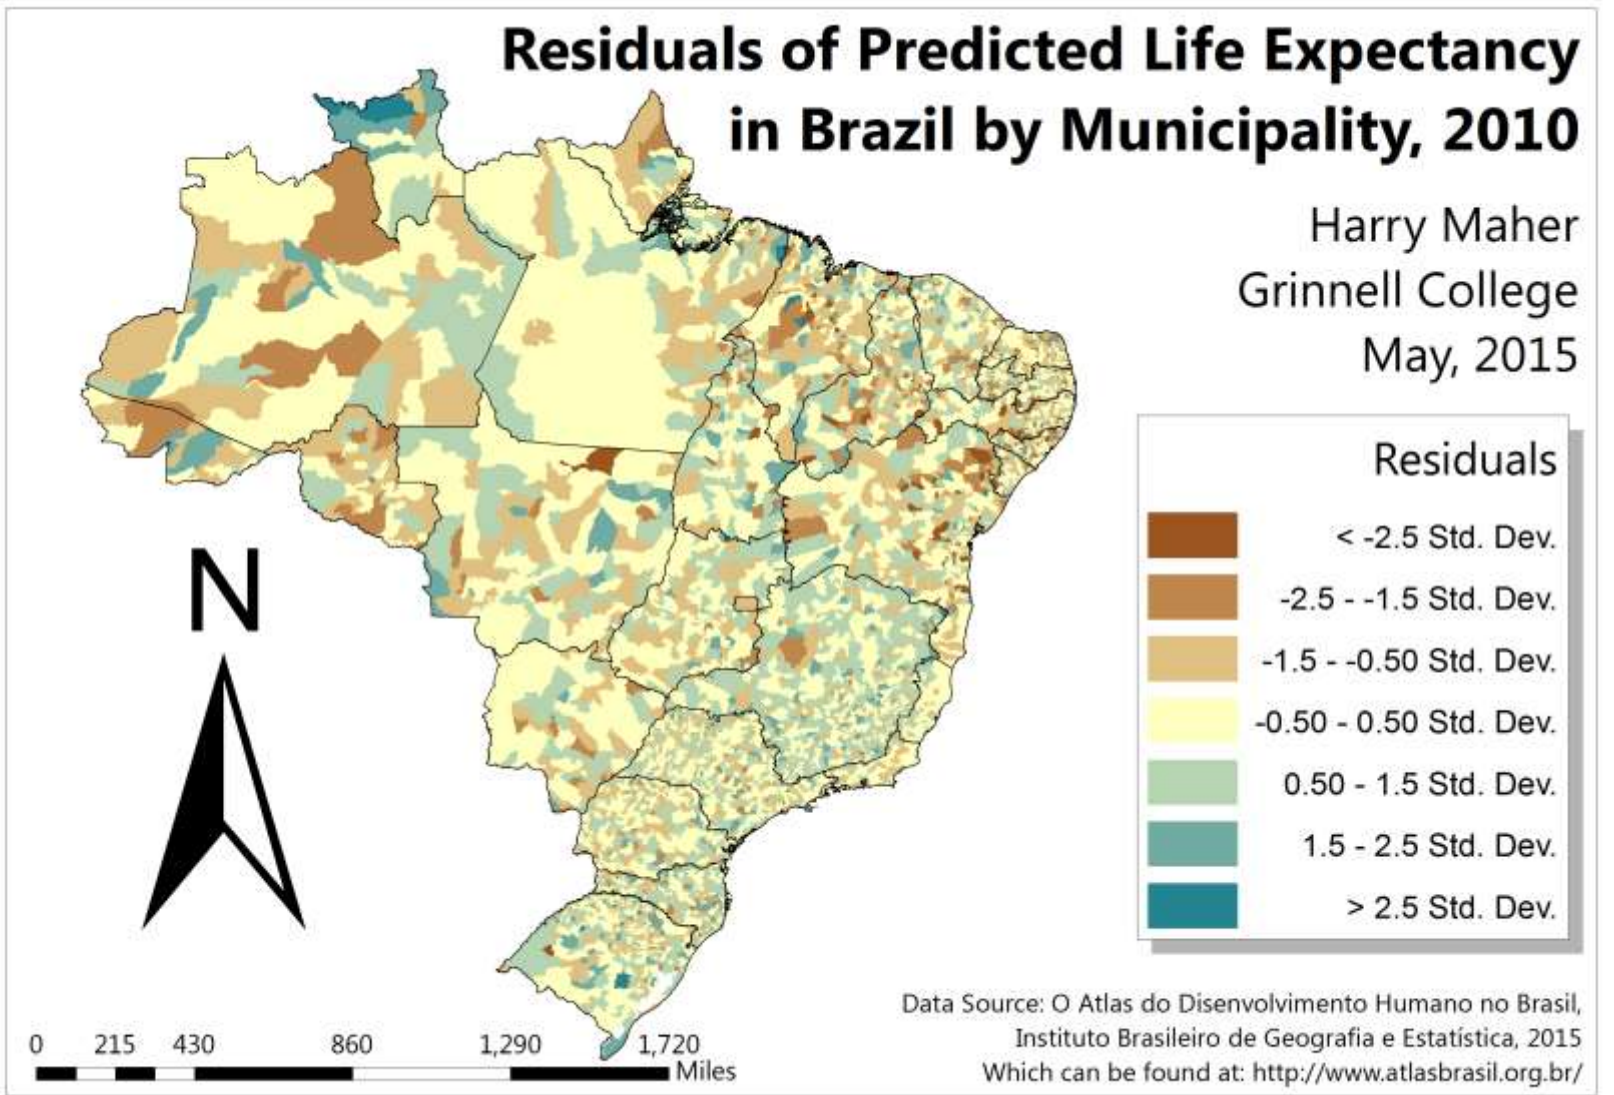 Residuals of Predicted Life Expectancy
in Brazil by Municipality, 2010
Harry Maher
Grinnell College
May, 2015
Residuals
< -2.5 Std. Dev.
-2.5 - -1.5 Std. Dev.
-1.5 - -0.50 Std. Dev.
-0.50 - 0.50 Std. Dev.
0.50 - 1.5 Std. Dev.
1.5 - 2.5 Std. Dev.
> 2.5 Std. Dev.
N
0 215 430 860 1,290 1,720
Miles
Data Source: O Atlas do Disenvolvimento Humano no Brasil,
Instituto Brasileiro de Geografia e Estatística, 2015
Which can be found at: http://www.atlasbrasil.org.br/